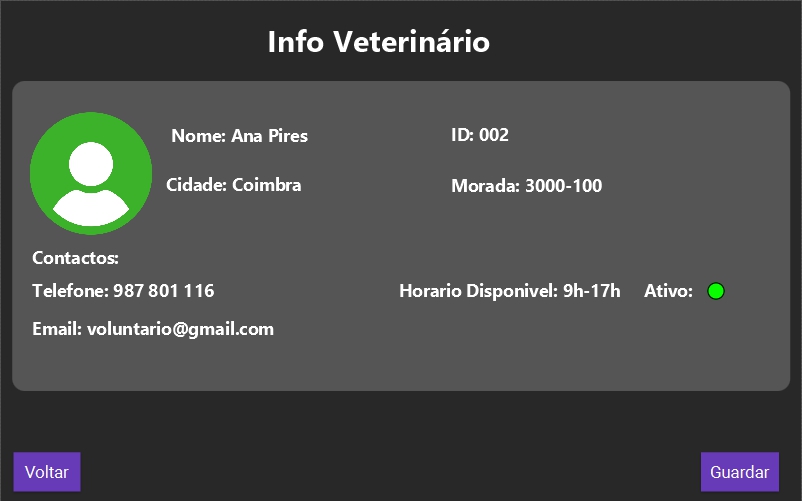 Info Veterinário
Nome: Ana Pires
ID: 002
Cidade: Coimbra
Morada: 3000-100
Contactos:
Telefone: 987 801 116
Horario Disponivel: 9h-17h
Ativo:
Email: voluntario@gmail.com
Voltar
Guardar